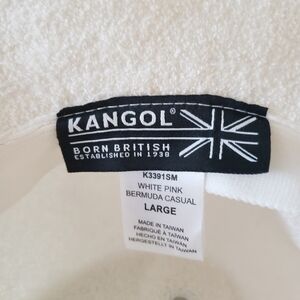 KANGOL®
BORN BRITISH
ESTABLISHED IN 1938
K3391SM
WHITE PINK
BERMUDA CASUAL
LARGE
MADE IN TAIWAN
FABRIQUÉ À TAIWAN
HECHO EN TAIWAN
HERGESTELLT IN TAIWAN